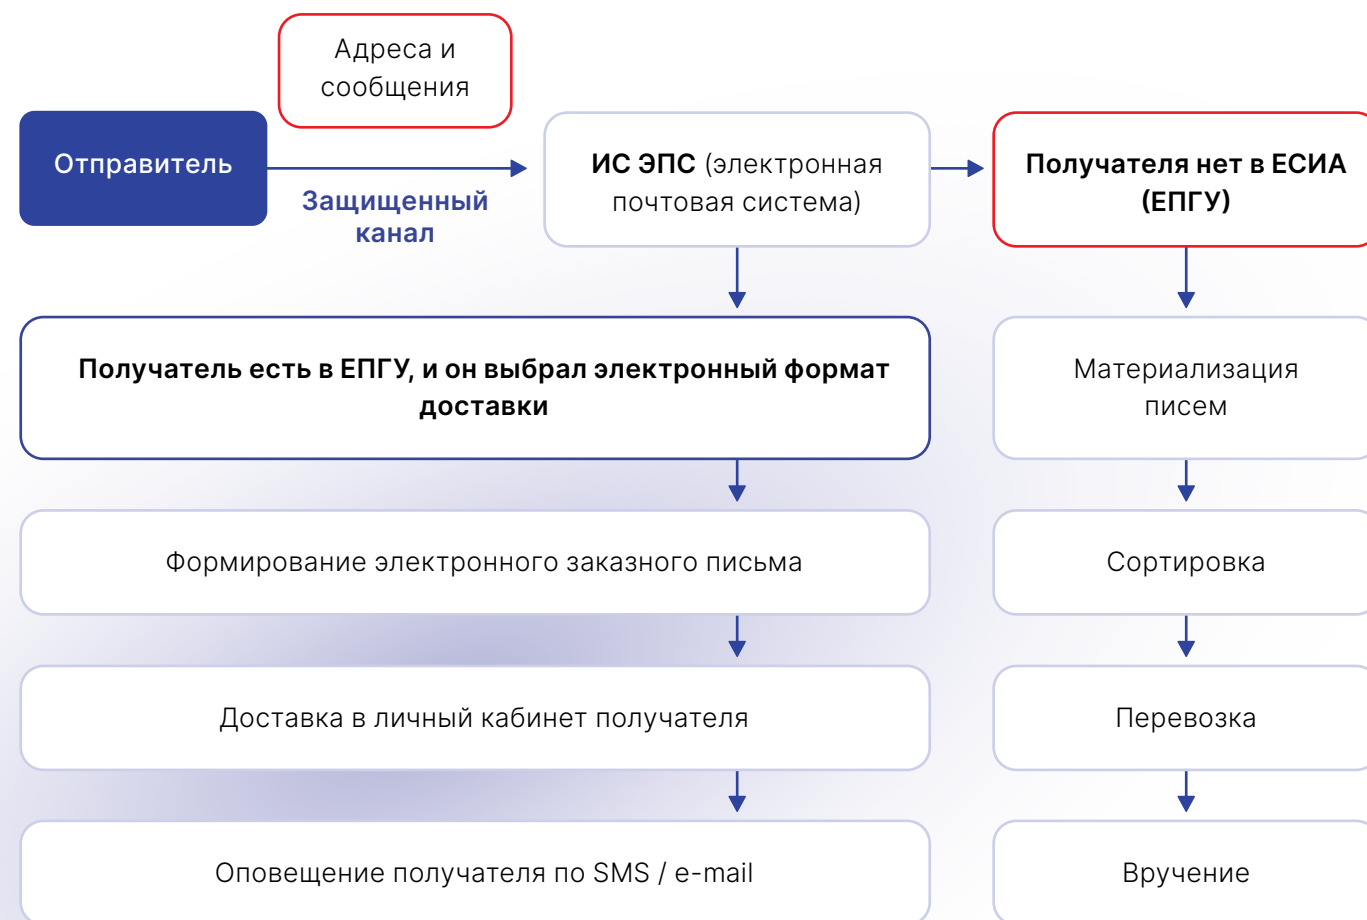 Адреса и
сообщения
Отправитель
Защищенный
канал
ИС ЭПС (электронная
почтовая система)
Получателя нет в ЕСИА
(ЕПГУ)
Получатель есть в ЕПГУ, и он выбрал электронный формат
доставки
Формирование электронного заказного письма
Доставка в личный кабинет получателя
Оповещение получателя по SMS / e-mail
Материализация
писем
Сортировка
Перевозка
Вручение